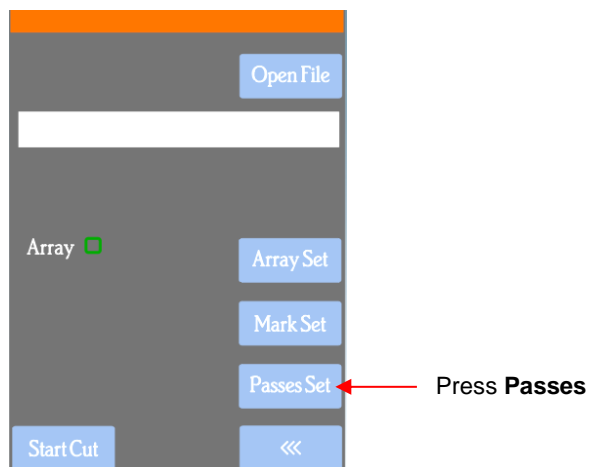 Open File
Array
Array Set
Mark Set
Passes Set
Press Passes
Start Cut
<<<